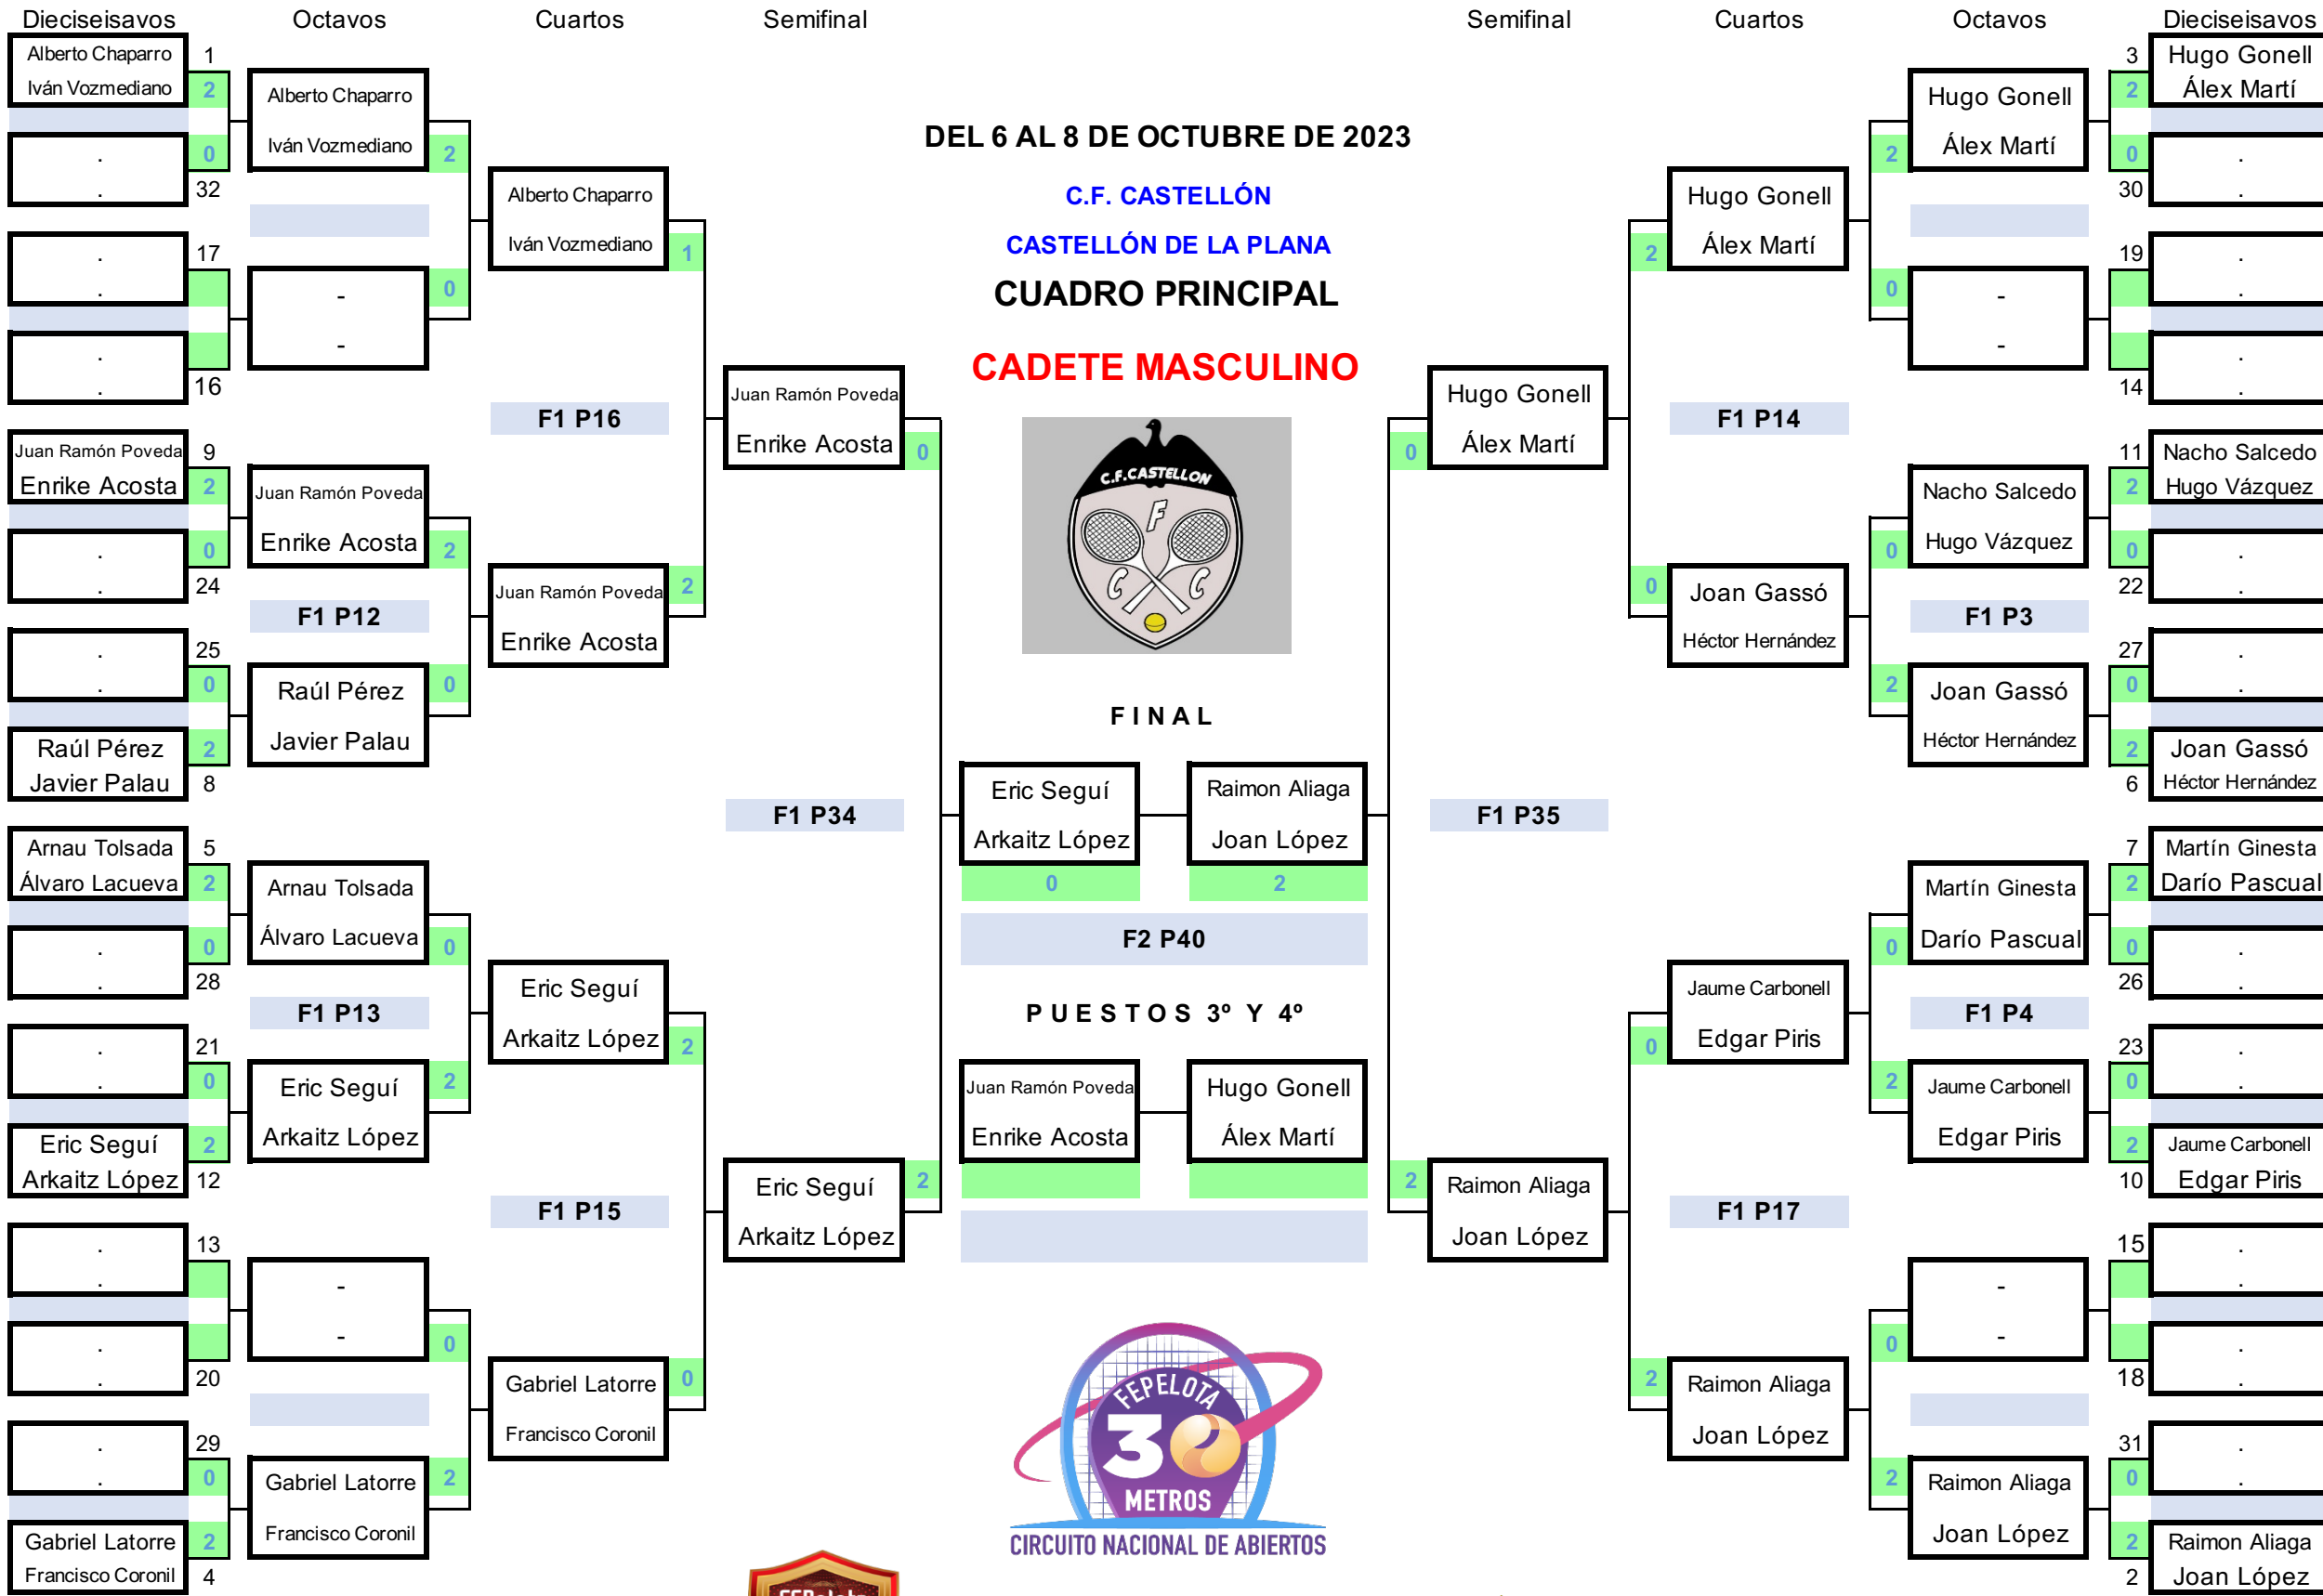 Dieciseisavos
Octavos
Cuartos
Semifinal
Semifinal
Cuartos
Octavos
Dieciseisavos
DEL 6 AL 8 DE OCTUBRE DE 2023
C.F. CASTELLÓN
CASTELLÓN DE LA PLANA
CUADRO PRINCIPAL
CADETE MASCULINO
C.F.CASTELLON
F
C C
Alberto Chaparro 1
Iván Vozmediano 2
. 0
. 32
. 17
.
.
. 16
Juan Ramón Poveda 9
Enrike Acosta 2
. 0
. 24
. 25
. 0
Raúl Pérez 2
Javier Palau 8
Arnau Tolsada 5
Álvaro Lacueva 2
. 0
. 28
. 21
. 0
Eric Seguí 2
Arkaitz López 12
. 13
.
.
. 20
. 29
. 0
Gabriel Latorre 2
Francisco Coronil 4
Alberto Chaparro
Iván Vozmediano 2
- 0
-
Juan Ramón Poveda
Enrike Acosta 2
F1 P12
Raúl Pérez 0
Javier Palau
Arnau Tolsada
Álvaro Lacueva 0
F1 P13
Eric Seguí 2
Arkaitz López
-
- 0
Gabriel Latorre 2
Francisco Coronil
Alberto Chaparro
Iván Vozmediano 1
F1 P16
Juan Ramón Poveda 2
Enrike Acosta
Eric Seguí
Arkaitz López 2
F1 P15
Gabriel Latorre 0
Francisco Coronil
Juan Ramón Poveda
Enrike Acosta 0
F1 P34
Eric Seguí 2
Arkaitz López
FINAL
Eric Seguí
Arkaitz López
0
Raimon Aliaga
Joan López
2
F2 P40
PUESTOS 3º Y 4º
Juan Ramón Poveda
Enrike Acosta
Hugo Gonell
Álex Martí
Hugo Gonell
0 Álex Martí
F1 P35
2 Raimon Aliaga
Joan López
Hugo Gonell
2 Álex Martí
F1 P14
0 Joan Gassó
Héctor Hernández
Jaume Carbonell
0 Edgar Piris
F1 P17
2 Raimon Aliaga
Joan López
Hugo Gonell
2 Álex Martí
0 -
-
Nacho Salcedo
0 Hugo Vázquez
F1 P3
2 Joan Gassó
Héctor Hernández
Martín Ginesta
0 Darío Pascual
F1 P4
2 Jaume Carbonell
Edgar Piris
-
0 -
2 Raimon Aliaga
Joan López
3 Hugo Gonell
2 Álex Martí
0 .
30 .
19 .
.
.
14 .
11 Nacho Salcedo
2 Hugo Vázquez
0 .
22 .
27 .
0 .
2 Joan Gassó
6 Héctor Hernández
7 Martín Ginesta
2 Darío Pascual
0 .
26 .
23 .
0 .
2 Jaume Carbonell
10 Edgar Piris
15 .
.
.
18 .
31 .
0 .
2 Raimon Aliaga
2 Joan López
FEPELOTA
30
METROS
CIRCUITO NACIONAL DE ABIERTOS